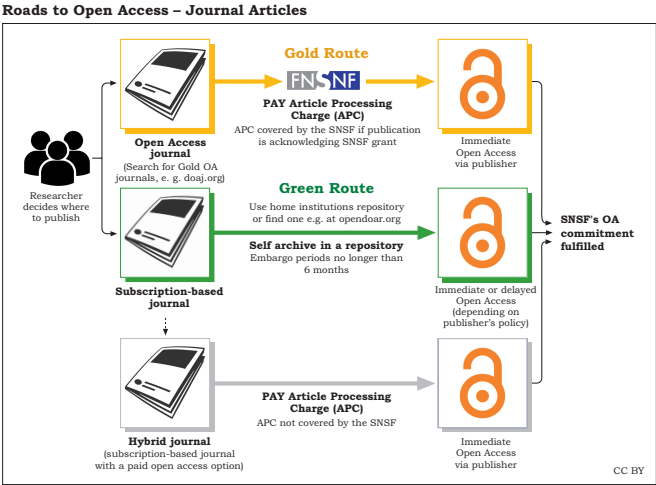 Roads to Open Access – Journal Articles
Researcher
decides where
to publish
Open Access
journal
(Search for Gold OA
journals, e. g. doaj.org)
Gold Route
FNSNF
PAY Article Processing
Charge (APC)
APC covered by the SNSF if publication
is acknowledging SNSF grant
Immediate
Open Access
via publisher
Subscription-based
journal
Green Route
Use home institutions repository
or find one e.g. at opendoar.org
Self archive in a repository
Embargo periods no longer than
6 months
Immediate or delayed
Open Access
(depending on
publisher's policy)
SNSF's OA
commitment
fulfilled
Hybrid journal
(subscription-based journal
with a paid open access option)
PAY Article Processing
Charge (APC)
APC not covered by the SNSF
Immediate
Open Access
via publisher
CC BY